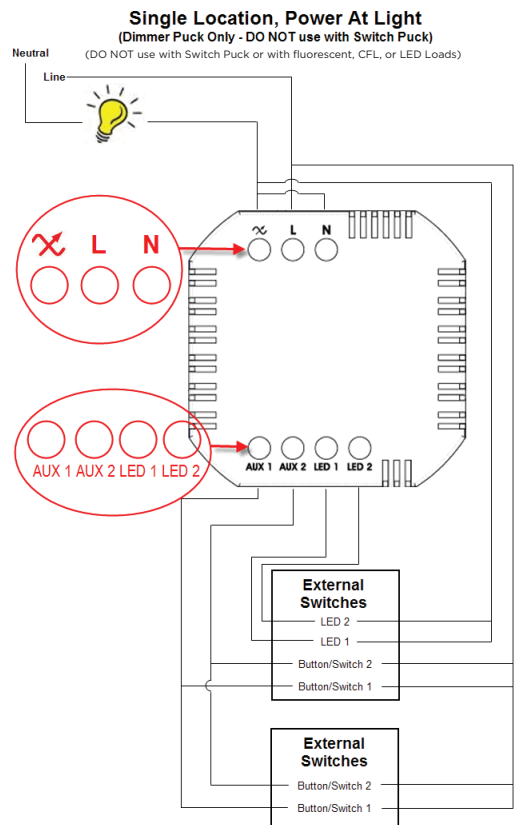 Single Location, Power At Light
(Dimmer Puck Only - DO NOT use with Switch Puck)
Neutral
(DO NOT use with Switch Puck or with fluorescent, CFL, or LED Loads)
Line
L N
L N
AUX 1 AUX 2 LED 1 LED 2
AUX 1 AUX 2 LED 1 LED 2
External
Switches
LED 2
LED 1
Button/Switch 2
Button/Switch 1
External
Switches
Button/Switch 2
Button/Switch 1